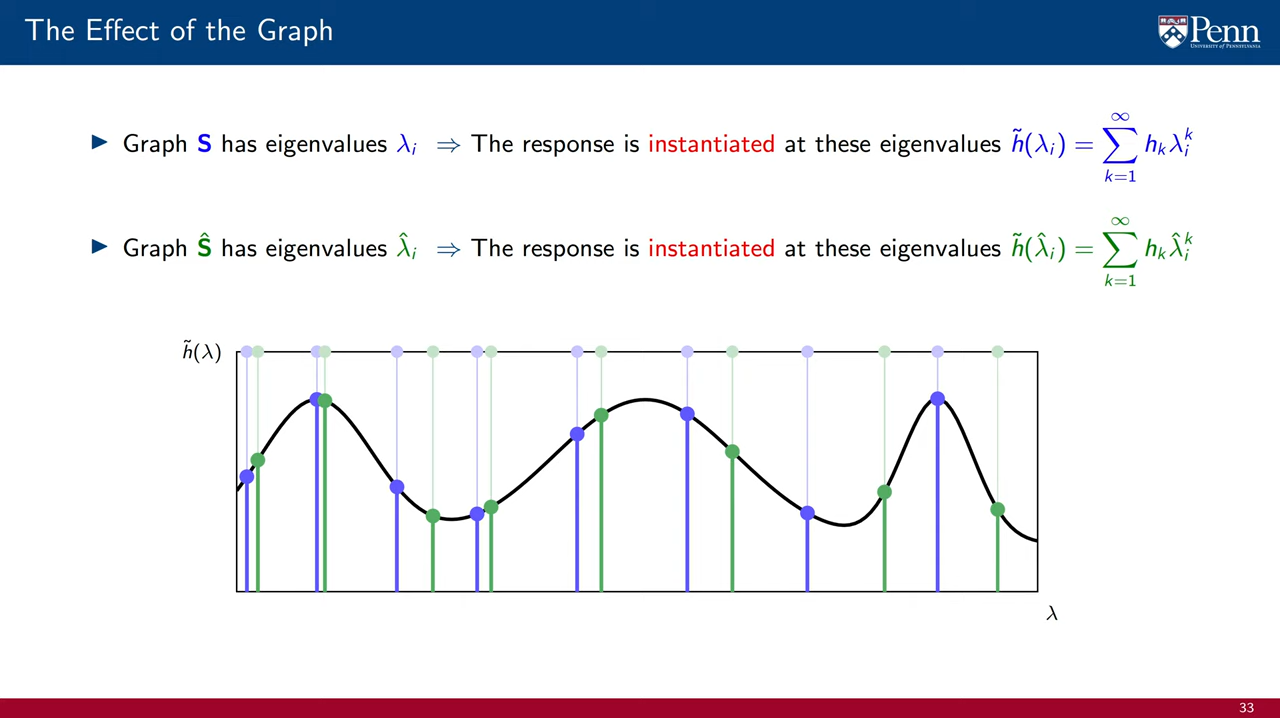 The Effect of the Graph
Penn
UNIVERSITY OF PENNSYLVANIA
▶ Graph S has eigenvalues λᵢ ⇒ The response is instantiated at these eigenvalues h̃(λᵢ) = ∑_{k=1}^{∞} hₖ λᵢᵏ
▶ Graph Ŝ has eigenvalues λ̂ᵢ ⇒ The response is instantiated at these eigenvalues h̃(λ̂ᵢ) = ∑_{k=1}^{∞} hₖ λ̂ᵢᵏ
h̃(λ)
λ
33